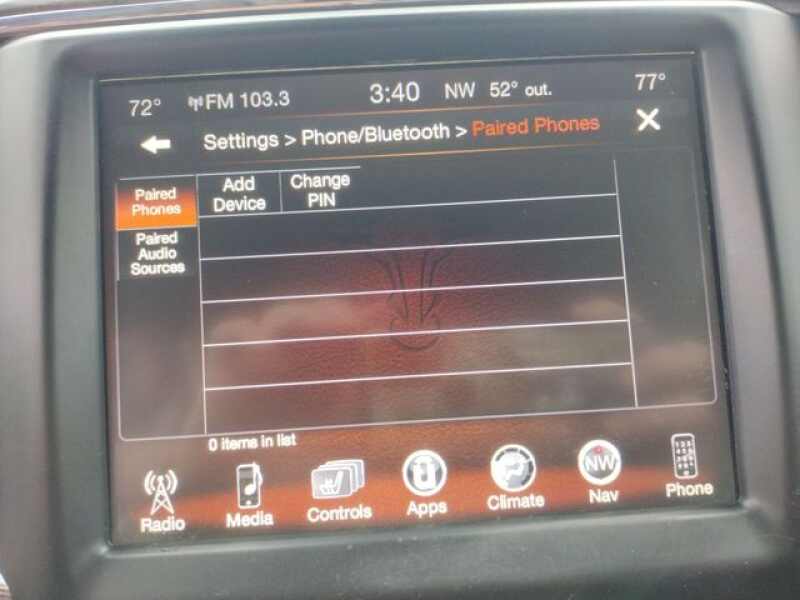 72° FM 103.3 3:40 NW 52° out. 77°
Settings > Phone/Bluetooth > Paired Phones
Paired
Phones
Add
Device
Change
PIN
Paired
Audio
Sources
0 items in list
NW
Radio Media Controls Apps Climate Nav Phone